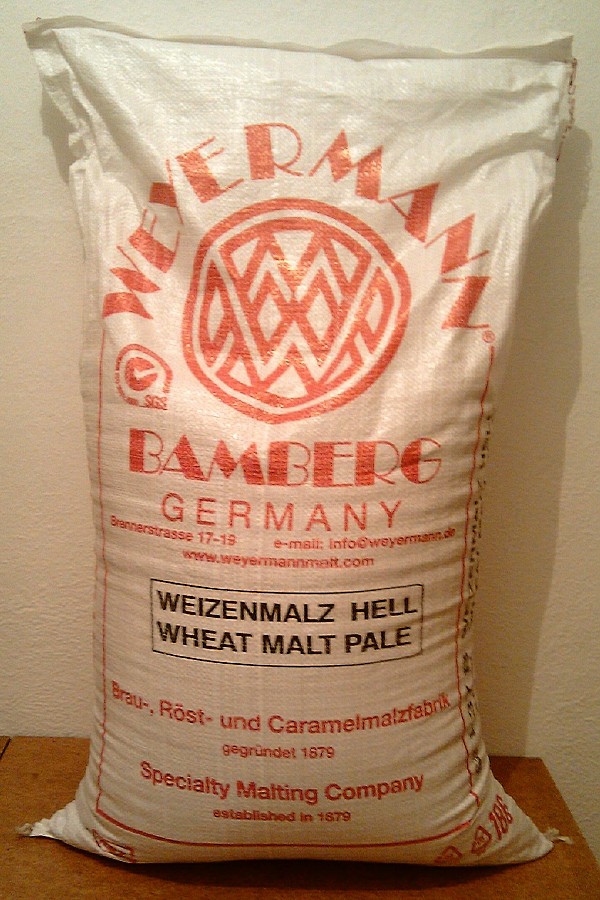 WEYERMANN®
SGS
BAMBERG
GERMANY
Brennerstrasse 17-19 e-mail: info@weyermann.de
www.weyermannmalt.com
WEIZENMALZ HELL
WHEAT MALT PALE
Brau-, Röst- und Caramelmalzfabrik
gegründet 1879
Specialty Malting Company
established in 1879